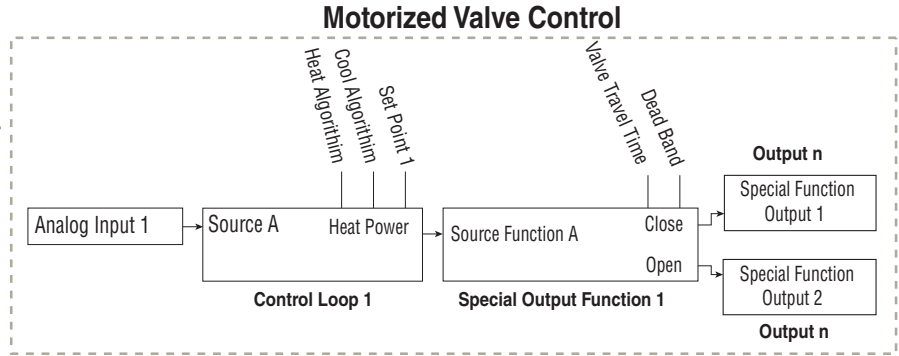 Motorized Valve Control
Heat Algorithim
Cool Algorithim
Set Point 1
Valve Travel Time
Dead Band
Output n
Analog Input 1
Source A
Heat Power
Source Function A
Close
Open
Special Function
Output 1
Special Function
Output 2
Control Loop 1
Special Output Function 1
Output n